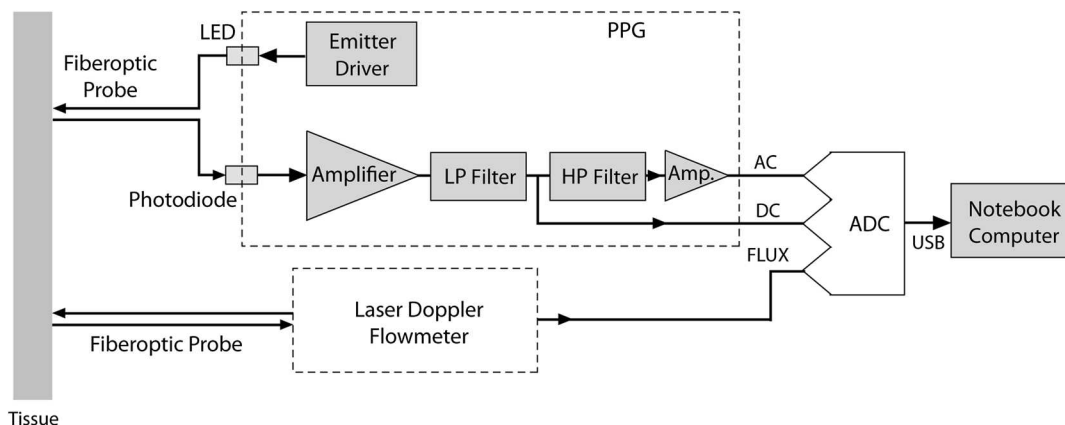 LED
PPG
Emitter
Driver
Fiberoptic
Probe
Photodiode
Amplifier
LP Filter
HP Filter
Amp.
AC
DC
FLUX
ADC
USB
Notebook
Computer
Laser Doppler
Flowmeter
Fiberoptic Probe
Tissue